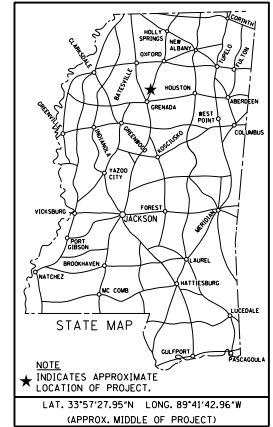 CORINTH
HOLLY
SPRINGS
NEW
ALBANY
OXFORD
CLARKSDALE
BATESVILLE
TUPELO
FULTON
HOUSTON
ABERDEEN
GRENADA
GREENVILLE
INDIANOLA
GREENWOOD
WEST
POINT
COLUMBUS
KOSCIUSKO
YAZOO
CITY
VICKSBURG
JACKSON
FOREST
MERIDIAN
PORT
GIBSON
BROOKHAVEN
LAUREL
NATCHEZ
MC COMB
HATTIESBURG
LUCEDALE
STATE MAP
GULFPORT
PASCAGOULA
NOTE
★ INDICATES APPROXIMATE
LOCATION OF PROJECT.
LAT. 33°57'27.95"N LONG. 89°41'42.96"W
(APPROX. MIDDLE OF PROJECT)